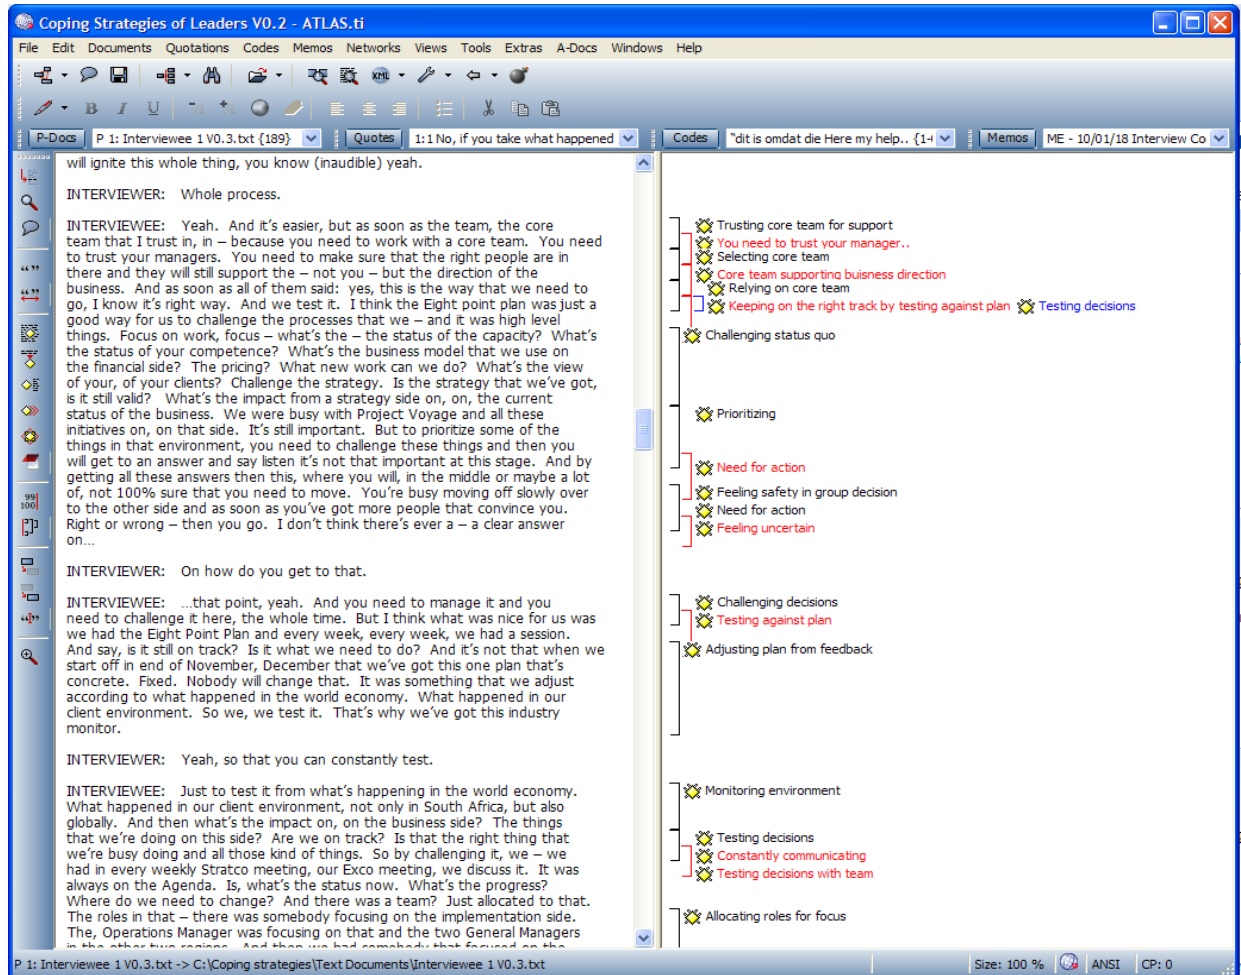 Coping Strategies of Leaders V0.2 - ATLAS.ti
File Edit Documents Quotations Codes Memos Networks Views Tools Extras A-Docs Windows Help
XML
B I U
P-Docs P 1: Interviewee 1 V0.3.txt {189} Quotes 1:1 No, if you take what happened Codes "dit is omdat die Here my help.. {1-( Memos ME - 10/01/18 Interview Co
will ignite this whole thing, you know (inaudible) yeah.
INTERVIEWER: Whole process.
INTERVIEWEE: Yeah. And it's easier, but as soon as the team, the core
team that I trust in, in – because you need to work with a core team. You need
to trust your managers. You need to make sure that the right people are in
there and they will still support the – not you – but the direction of the
business. And as soon as all of them said: yes, this is the way that we need to
go, I know it's right way. And we test it. I think the Eight point plan was just a
good way for us to challenge the processes that we – and it was high level
things. Focus on work, focus – what's the – the status of the capacity? What's
the status of your competence? What's the business model that we use on
the financial side? The pricing? What new work can we do? What's the view
of your, of your clients? Challenge the strategy. Is the strategy that we've got,
is it still valid? What's the impact from a strategy side on, on, the current
status of the business. We were busy with Project Voyage and all these
initiatives on, on that side. It's still important. But to prioritize some of the
things in that environment, you need to challenge these things and then you
will get to an answer and say listen it's not that important at this stage. And by
getting all these answers then this, where you will, in the middle or maybe a lot
of, not 100% sure that you need to move. You're busy moving off slowly over
to the other side and as soon as you've got more people that convince you.
Right or wrong – then you go. I don't think there's ever a – a clear answer
on...
INTERVIEWER: On how do you get to that.
INTERVIEWEE: ...that point, yeah. And you need to manage it and you
need to challenge it here, the whole time. But I think what was nice for us was
we had the Eight Point Plan and every week, every week, we had a session.
And say, is it still on track? Is it what we need to do? And it's not that when we
start off in end of November, December that we've got this one plan that's
concrete. Fixed. Nobody will change that. It was something that we adjust
according to what happened in the world economy. What happened in our
client environment. So we, we test it. That's why we've got this industry
monitor.
INTERVIEWER: Yeah, so that you can constantly test.
INTERVIEWEE: Just to test it from what's happening in the world economy.
What happened in our client environment, not only in South Africa, but also
globally. And then what's the impact on, on the business side? The things
that we're doing on this side? Are we on track? Is that the right thing that
we're busy doing and all those kind of things. So by challenging it, we – we
had in every weekly Stratco meeting, our Exco meeting, we discuss it. It was
always on the Agenda. Is, what's the status now. What's the progress?
Where do we need to change? And there was a team? Just allocated to that.
The roles in that – there was somebody focusing on the implementation side.
The, Operations Manager was focusing on that and the two General Managers
in the other two regions. And then we had somebody that focused on the
Trusting core team for support
You need to trust your manager..
Selecting core team
Core team supporting buisness direction
Relying on core team
Keeping on the right track by testing against plan Testing decisions
Challenging status quo
Prioritizing
Need for action
Feeling safety in group decision
Need for action
Feeling uncertain
Challenging decisions
Testing against plan
Adjusting plan from feedback
Monitoring environment
Testing decisions
Constantly communicating
Testing decisions with team
Allocating roles for focus
99
100
P 1: Interviewee 1 V0.3.txt -> C:\Coping strategies\Text Documents\Interviewee 1 V0.3.txt Size: 100 % ANSI CP: 0